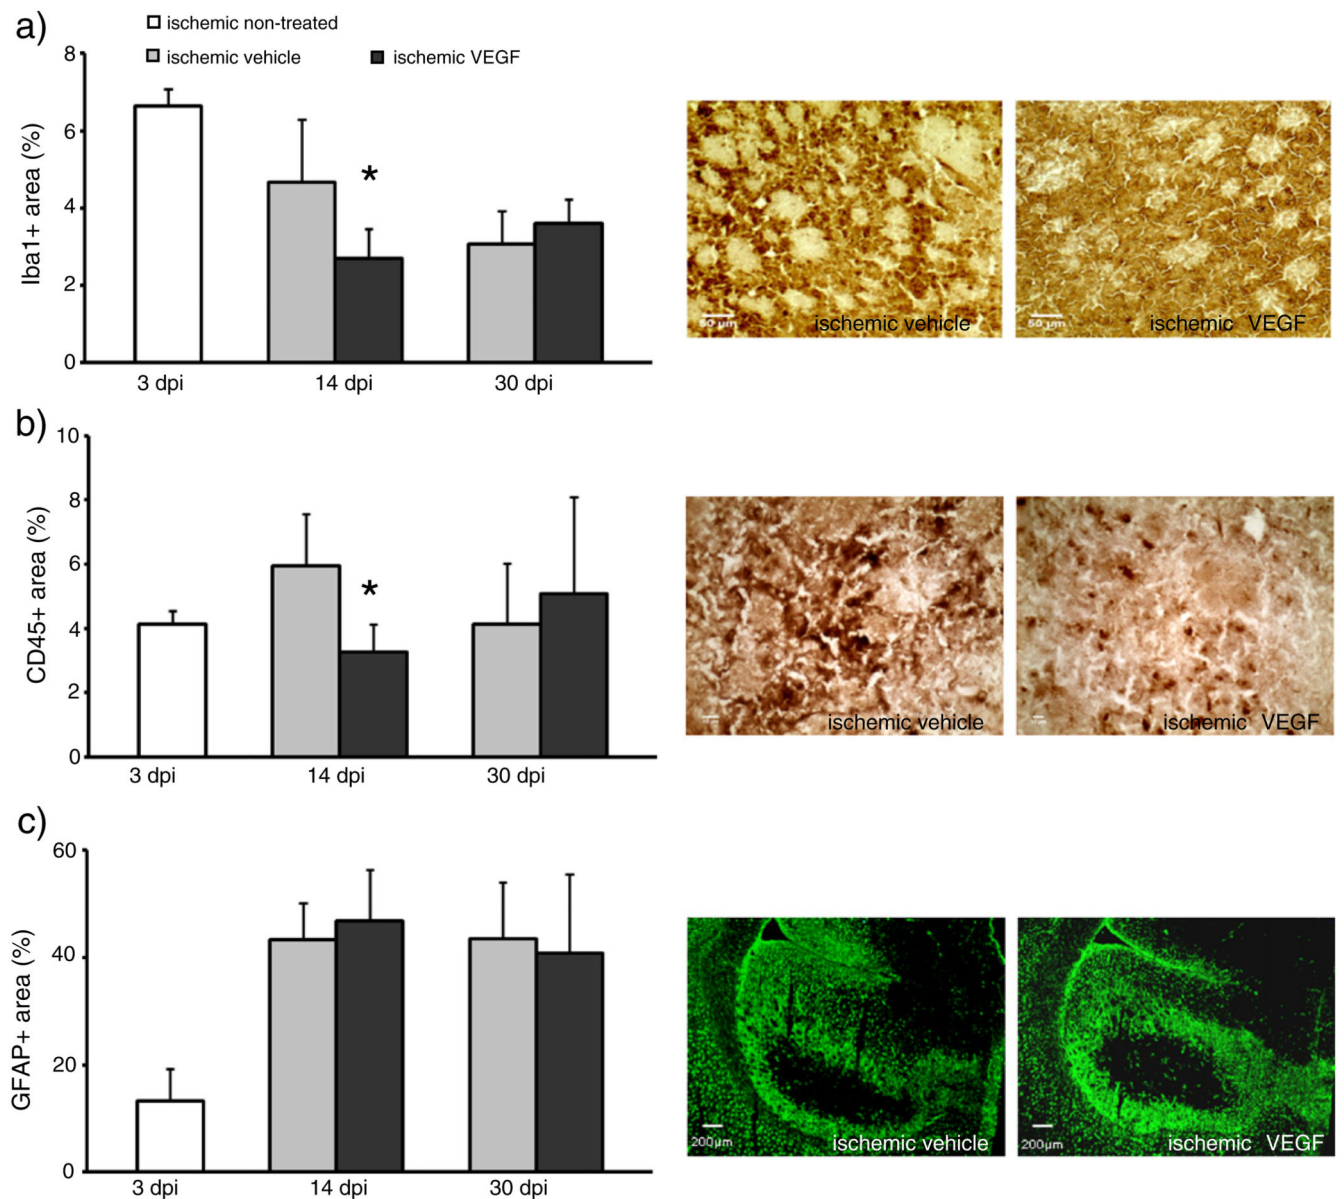 a)
ischemic non-treated
ischemic vehicle
ischemic VEGF
Iba1+ area (%)
8
6
4
2
0
3 dpi
14 dpi
30 dpi
*
50 µm
ischemic vehicle
50 µm
ischemic VEGF
b)
CD45+ area (%)
10
8
6
4
2
0
3 dpi
14 dpi
30 dpi
*
ischemic vehicle
ischemic VEGF
c)
GFAP+ area (%)
60
40
20
0
3 dpi
14 dpi
30 dpi
200µm
ischemic vehicle
200µm
ischemic VEGF